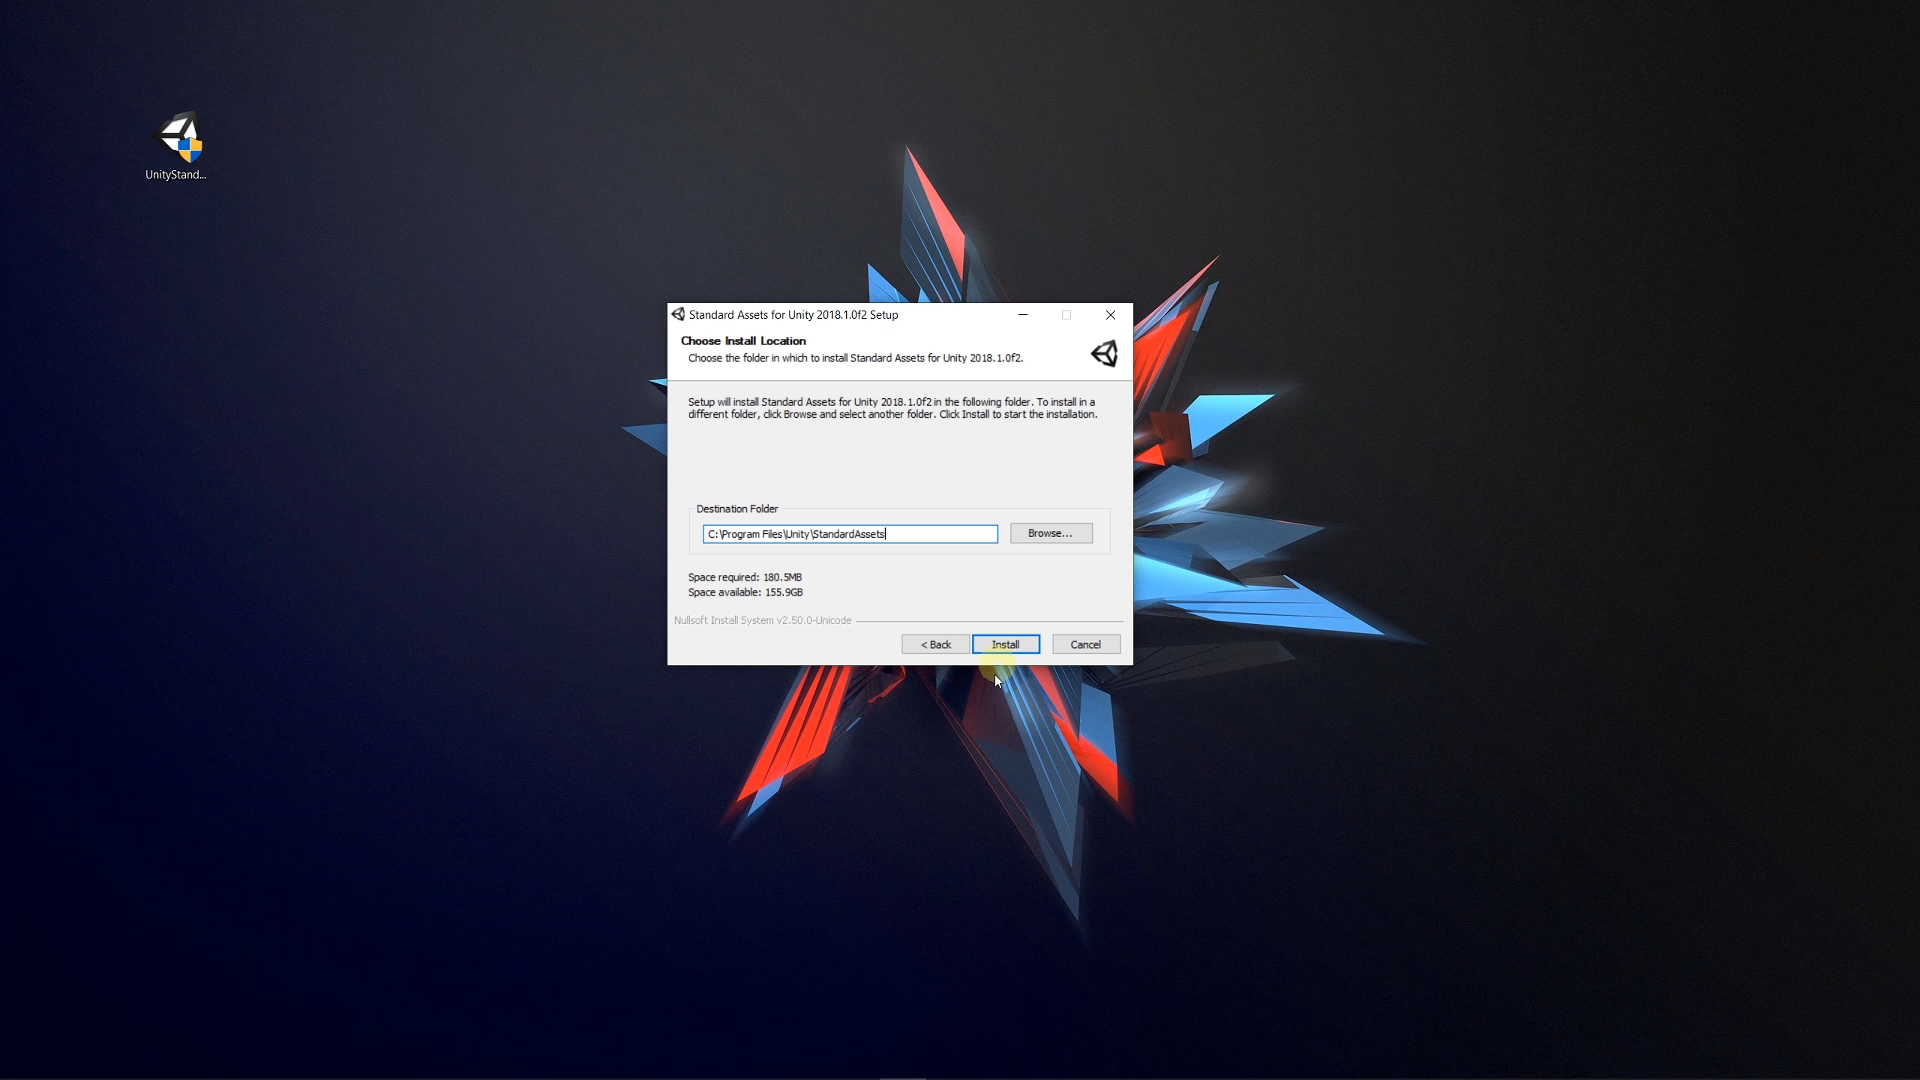 UnityStand...
Standard Assets for Unity 2018.1.0f2 Setup
Choose Install Location
Choose the folder in which to install Standard Assets for Unity 2018.1.0f2.
Setup will install Standard Assets for Unity 2018.1.0f2 in the following folder. To install in a
different folder, click Browse and select another folder. Click Install to start the installation.
Destination Folder
C:\Program Files\Unity\StandardAssets
Browse...
Space required: 180.5MB
Space available: 155.9GB
Nullsoft Install System v2.50.0-Unicode
< Back
Install
Cancel